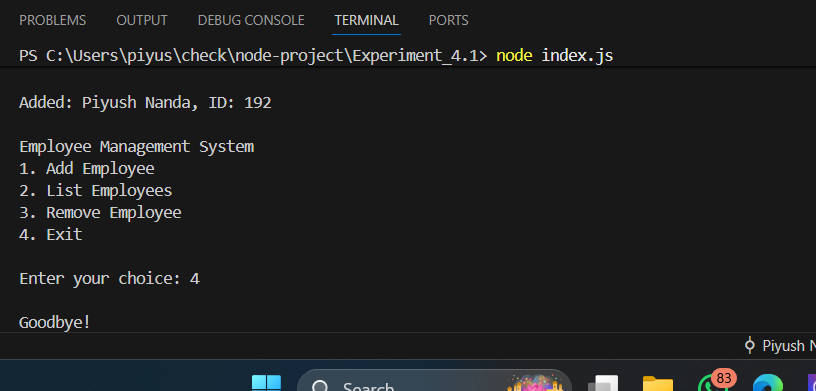 PROBLEMS OUTPUT DEBUG CONSOLE TERMINAL PORTS
PS C:\Users\piyus\check\node-project\Experiment_4.1> node index.js
Added: Piyush Nanda, ID: 192
Employee Management System
1. Add Employee
2. List Employees
3. Remove Employee
4. Exit
Enter your choice: 4
Goodbye!
Piyush N
Search
83